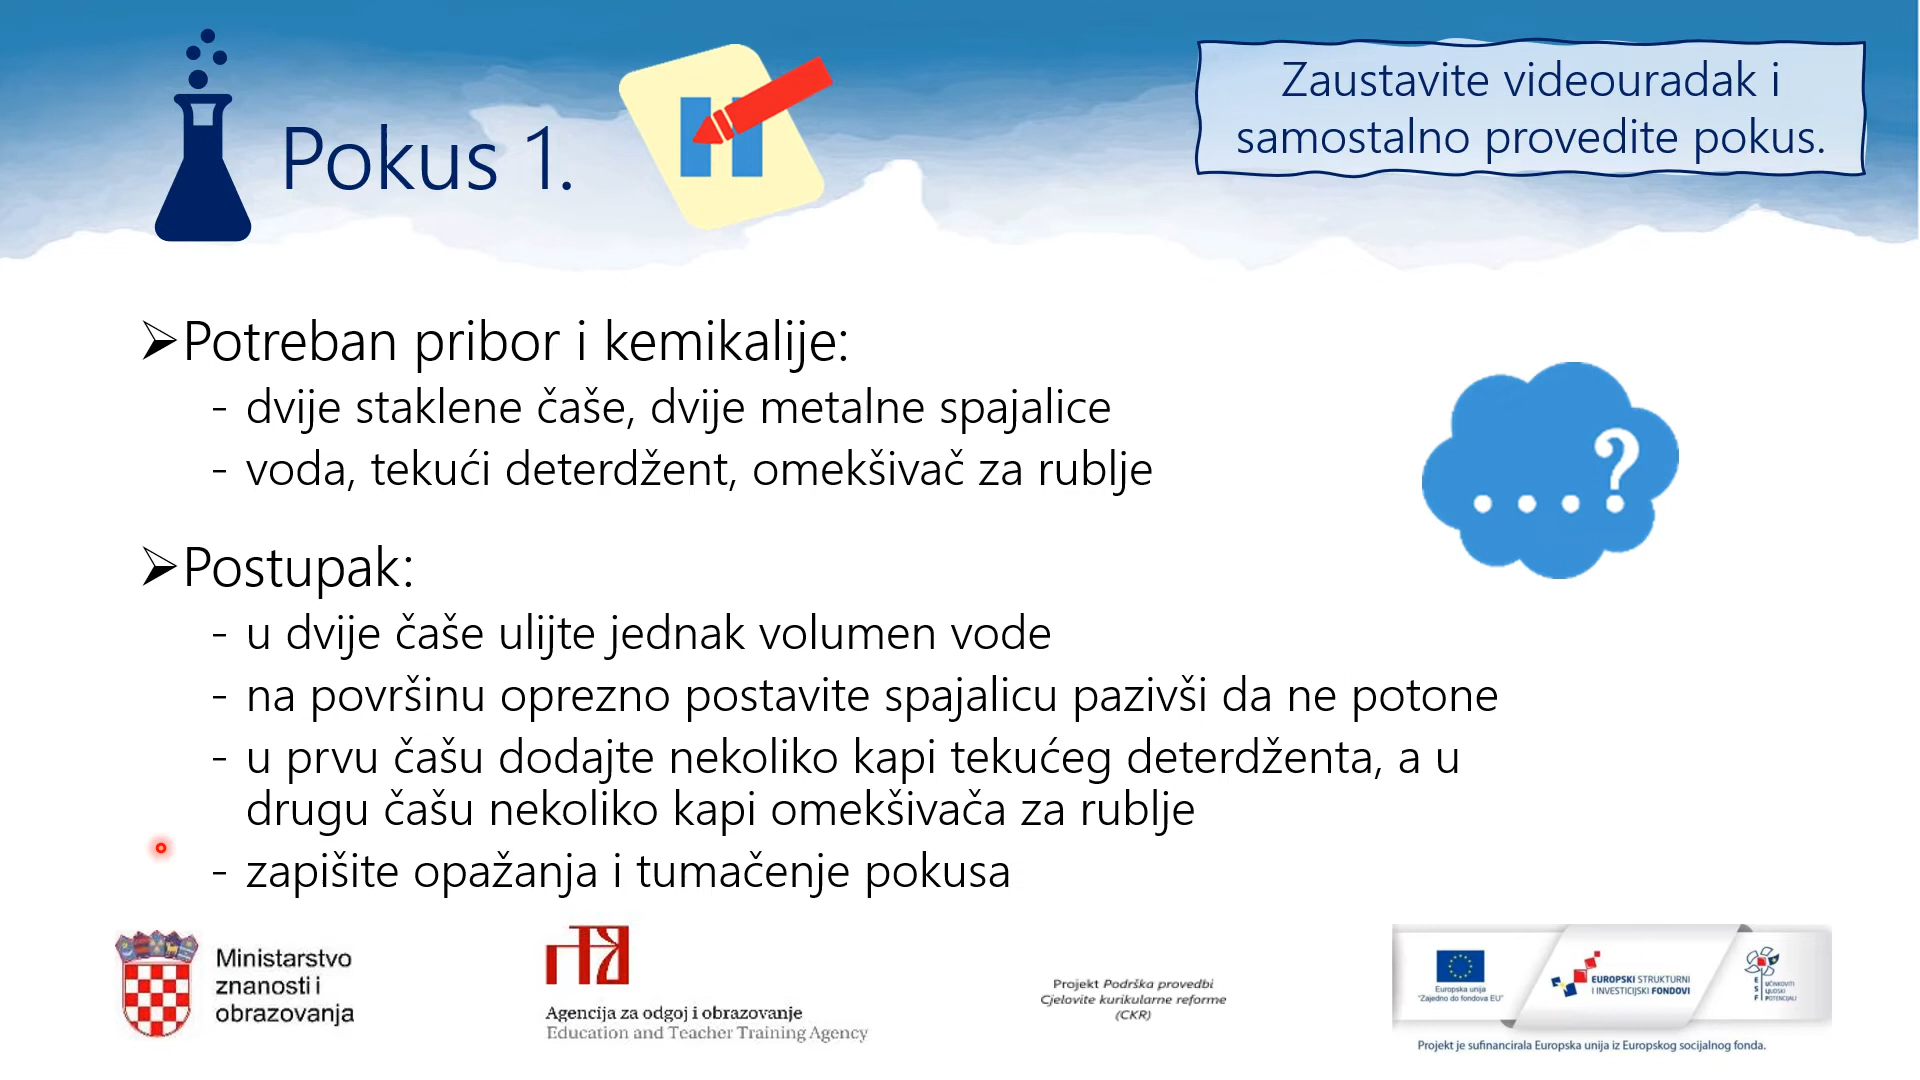 Zaustavite videouradak i
samostalno provedite pokus.
Pokus 1.
Potreban pribor i kemikalije:
- dvije staklene čaše, dvije metalne spajalice
- voda, tekući deterdžent, omekšivač za rublje
...?
Postupak:
- u dvije čaše ulijte jednak volumen vode
- na površinu oprezno postavite spajalicu pazivši da ne potone
- u prvu čašu dodajte nekoliko kapi tekućeg deterdženta, a u
drugu čašu nekoliko kapi omekšivača za rublje
- zapišite opažanja i tumačenje pokusa
Ministarstvo
znanosti i
obrazovanja
Agencija za odgoj i obrazovanje
Education and Teacher Training Agency
Projekt Podrška provedbi
Cjelovite kurikularne reforme
(CKR)
Europska unija
"Zajedno do fondova EU"
EUROPSKI STRUKTURNI
I INVESTICIJSKI FONDOVI
ESF
UČINKOVITI
LJUDSKI
POTENCIJALI
Projekt je sufinancirala Europska unija iz Europskog socijalnog fonda.